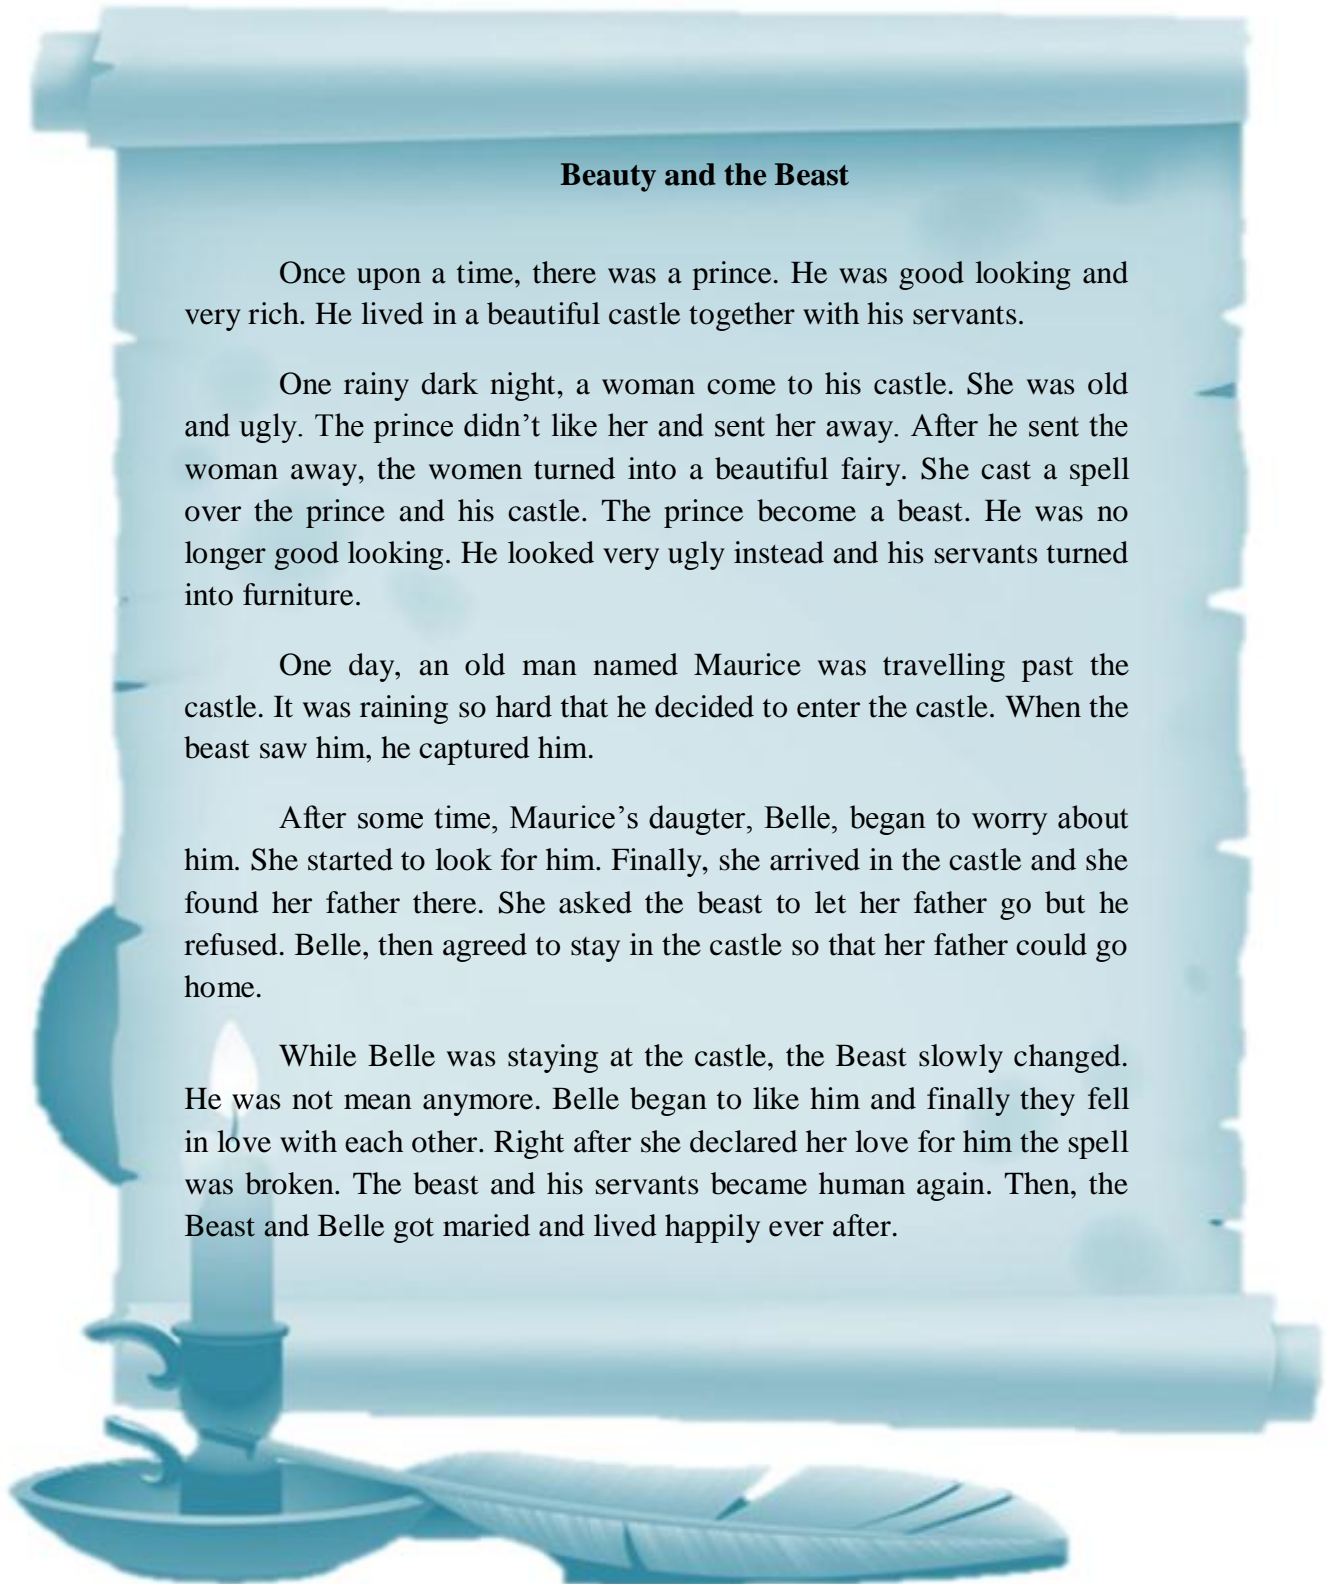 Beauty and the Beast
Once upon a time, there was a prince. He was good looking and
very rich. He lived in a beautiful castle together with his servants.
One rainy dark night, a woman come to his castle. She was old
and ugly. The prince didn’t like her and sent her away. After he sent the
woman away, the women turned into a beautiful fairy. She cast a spell
over the prince and his castle. The prince become a beast. He was no
longer good looking. He looked very ugly instead and his servants turned
into furniture.
One day, an old man named Maurice was travelling past the
castle. It was raining so hard that he decided to enter the castle. When the
beast saw him, he captured him.
After some time, Maurice’s daugter, Belle, began to worry about
him. She started to look for him. Finally, she arrived in the castle and she
found her father there. She asked the beast to let her father go but he
refused. Belle, then agreed to stay in the castle so that her father could go
home.
While Belle was staying at the castle, the Beast slowly changed.
He was not mean anymore. Belle began to like him and finally they fell
in love with each other. Right after she declared her love for him the spell
was broken. The beast and his servants became human again. Then, the
Beast and Belle got maried and lived happily ever after.